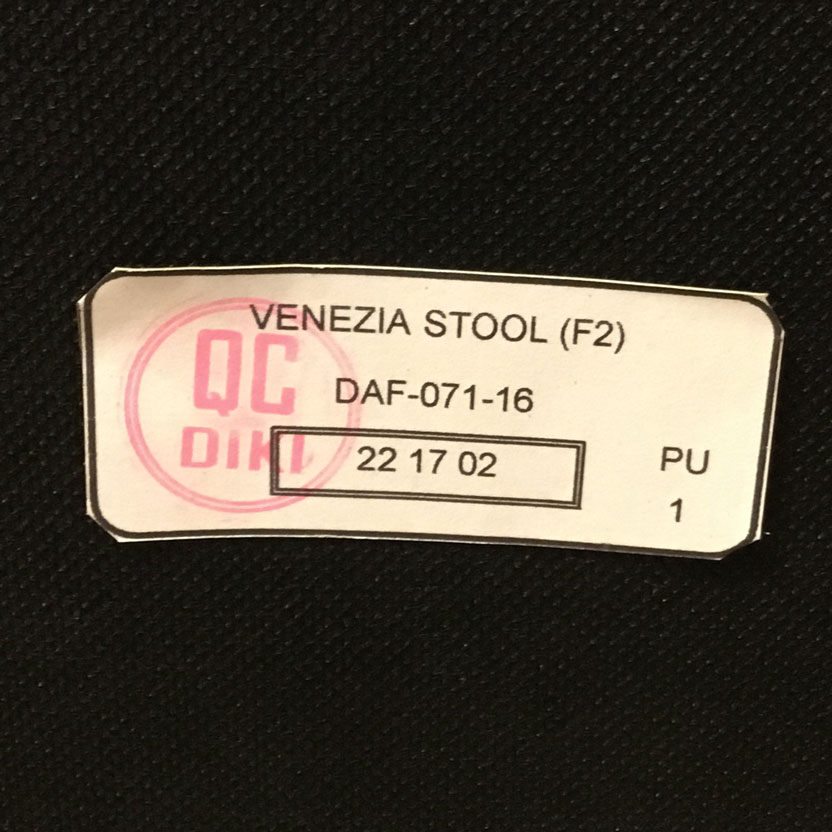 VENEZIA STOOL (F2)
QC
DAF-071-16
DIKI
22 17 02
PU
1